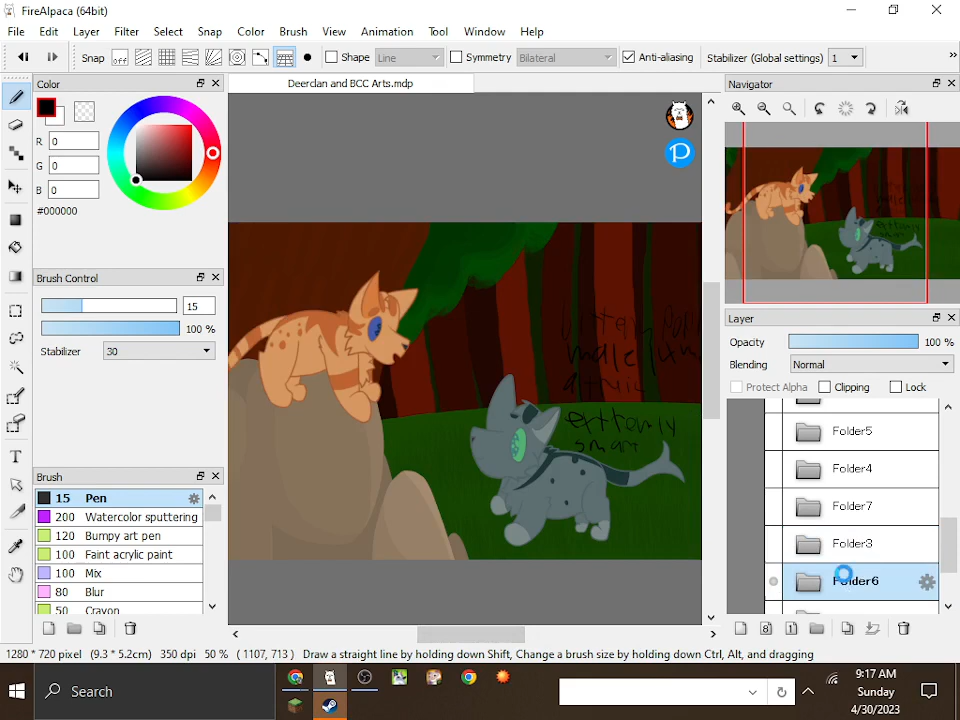 FireAlpaca (64bit)
File Edit Layer Filter Select Snap Color Brush View Animation Tool Window Help
Snap off Shape Line Symmetry Bilateral Anti-aliasing Stabilizer (Global settings) 1 »
Color
Deerclan and BCC Arts.mdp
Navigator
R 0
G 0
B 0
#000000
Brush Control
15
100 %
Stabilizer 30
male
extremly
smart
Layer
Opacity 100 %
Blending Normal
Protect Alpha Clipping Lock
Folder5
Folder4
Folder7
Folder3
Folder6
Brush
15 Pen
200 Watercolor sputtering
120 Bumpy art pen
100 Faint acrylic paint
100 Mix
80 Blur
50 Crayon
1280 * 720 pixel (9.3 * 5.2cm) 350 dpi 50 % ( 1107, 713 ) Draw a straight line by holding down Shift, Change a brush size by holding down Ctrl, Alt, and dragging
Search
9:17 AM
Sunday
4/30/2023